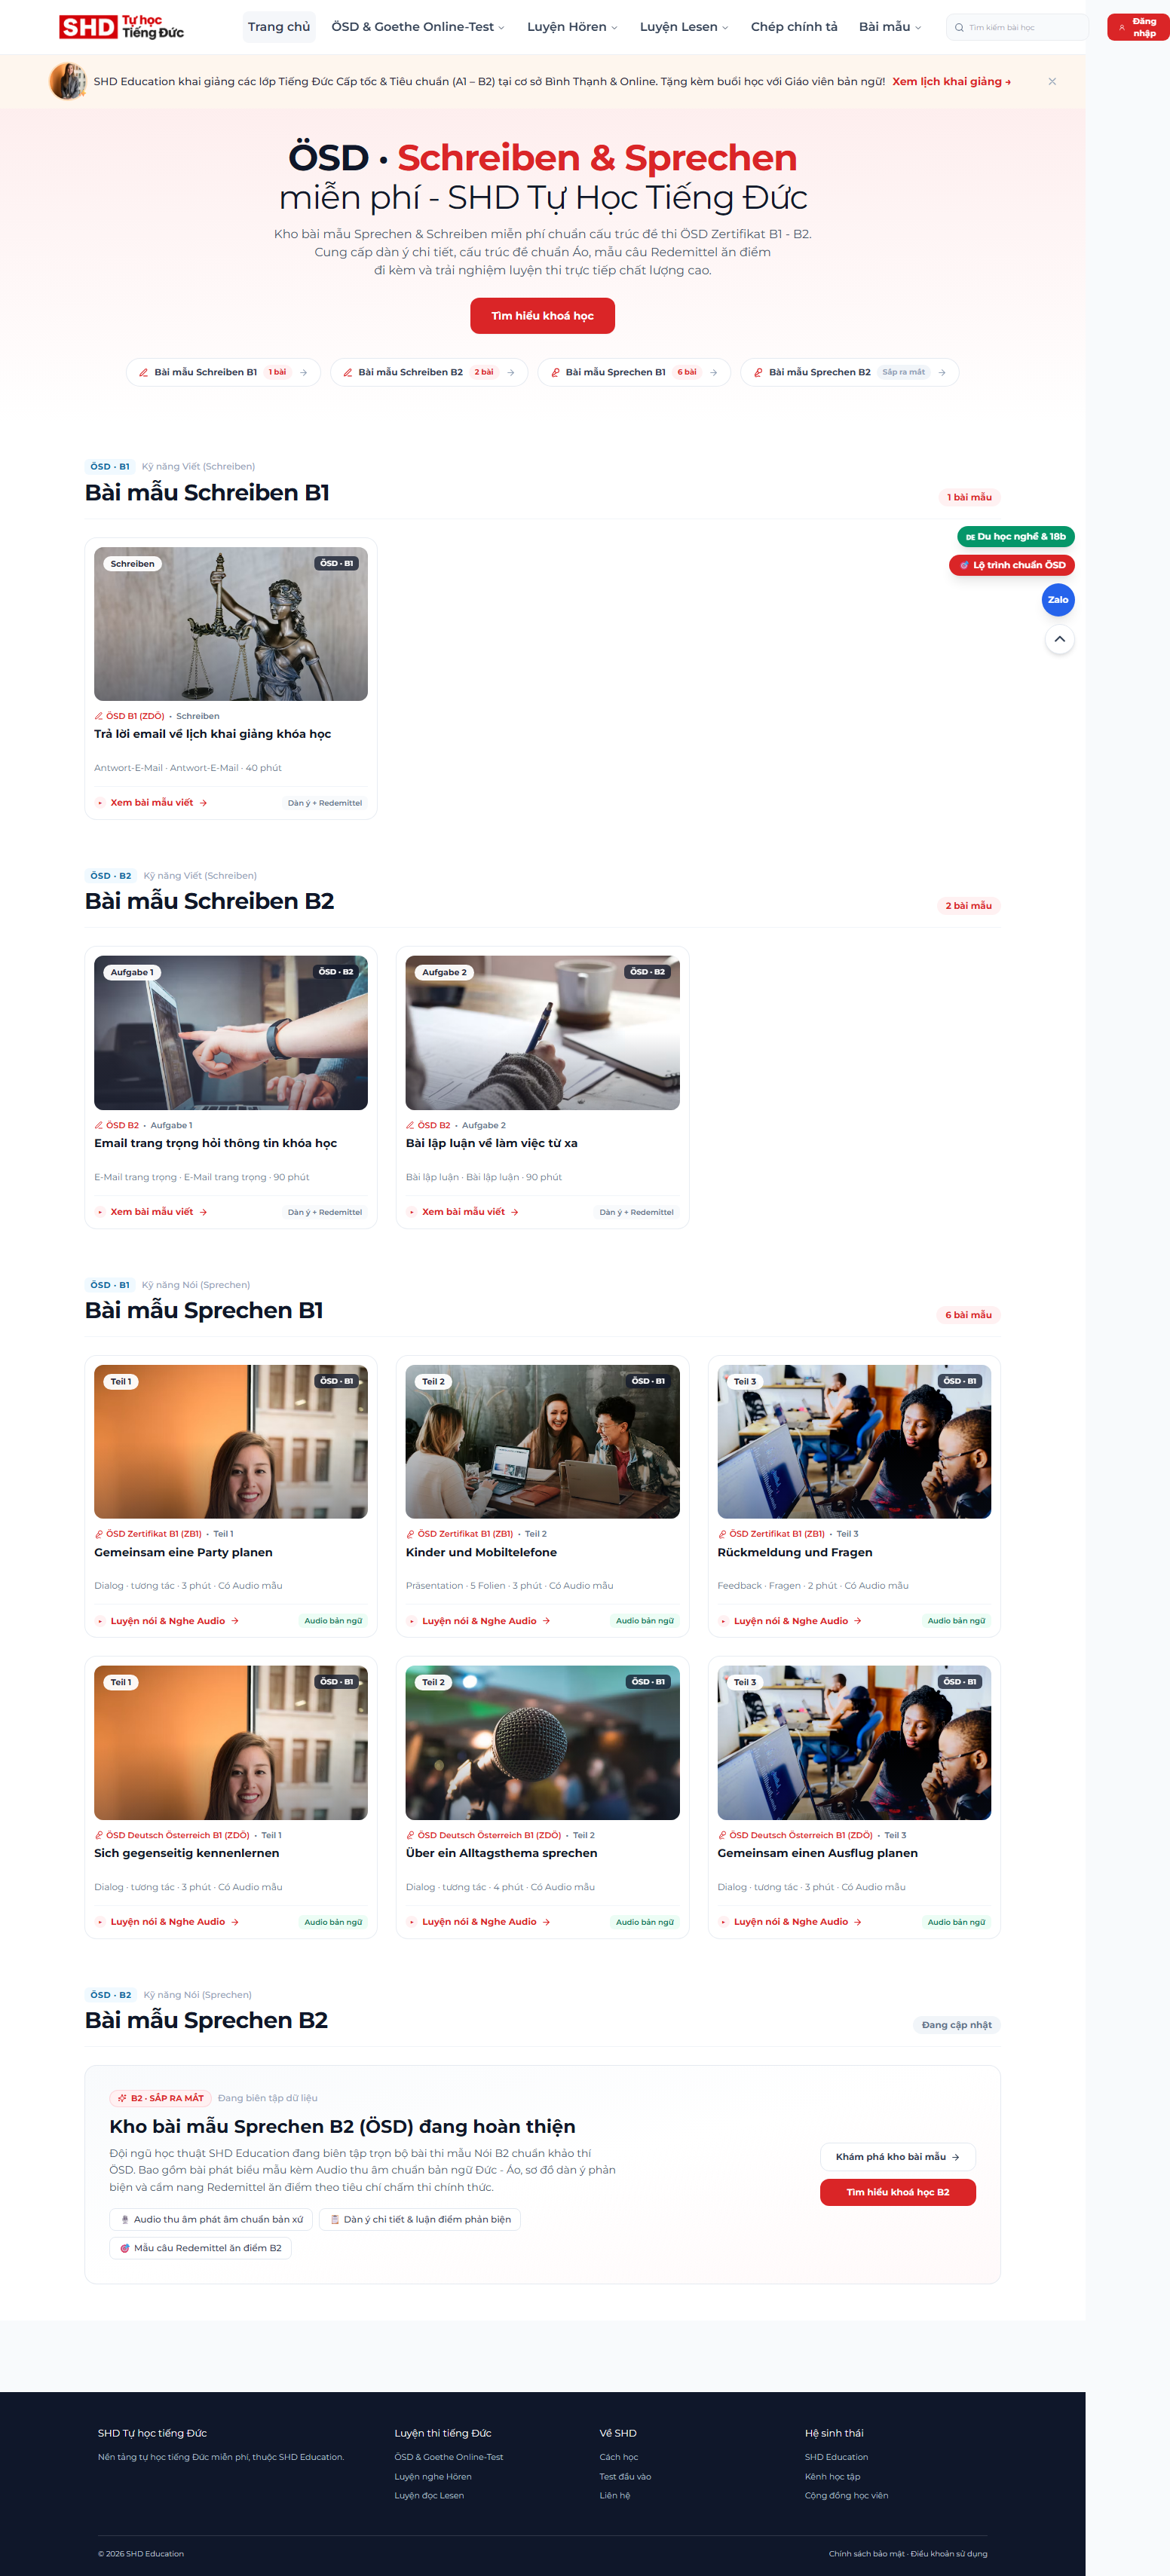 SHD Tự học Tiếng Đức
Trang chủ
ÖSD & Goethe Online-Test
Luyện Hören
Luyện Lesen
Chép chính tả
Bài mẫu
Tìm kiếm bài học
Đăng nhập
SHD Education khai giảng các lớp Tiếng Đức Cấp tốc & Tiêu chuẩn (A1 – B2) tại cơ sở Bình Thạnh & Online. Tặng kèm buổi học với Giáo viên bản ngữ! Xem lịch khai giảng →
ÖSD · Schreiben & Sprechen
miễn phí - SHD Tự Học Tiếng Đức
Kho bài mẫu Sprechen & Schreiben miễn phí chuẩn cấu trúc đề thi ÖSD Zertifikat B1 - B2.
Cung cấp dàn ý chi tiết, cấu trúc đề chuẩn Áo, mẫu câu Redemittel ăn điểm
đi kèm và trải nghiệm luyện thi trực tiếp chất lượng cao.
Tìm hiểu khoá học
Bài mẫu Schreiben B1 1 bài
Bài mẫu Schreiben B2 2 bài
Bài mẫu Sprechen B1 6 bài
Bài mẫu Sprechen B2 Sắp ra mắt
ÖSD · B1 Kỹ năng Viết (Schreiben)
Bài mẫu Schreiben B1
1 bài mẫu
DE Du học nghề & 18b
Lộ trình chuẩn ÖSD
Zalo
Schreiben
ÖSD · B1
ÖSD B1 (ZDÖ) • Schreiben
Trả lời email về lịch khai giảng khóa học
Antwort-E-Mail · Antwort-E-Mail · 40 phút
Xem bài mẫu viết →
Dàn ý + Redemittel
ÖSD · B2 Kỹ năng Viết (Schreiben)
Bài mẫu Schreiben B2
2 bài mẫu
Aufgabe 1
ÖSD · B2
ÖSD B2 • Aufgabe 1
Email trang trọng hỏi thông tin khóa học
E-Mail trang trọng · E-Mail trang trọng · 90 phút
Xem bài mẫu viết →
Dàn ý + Redemittel
Aufgabe 2
ÖSD · B2
ÖSD B2 • Aufgabe 2
Bài lập luận về làm việc từ xa
Bài lập luận · Bài lập luận · 90 phút
Xem bài mẫu viết →
Dàn ý + Redemittel
ÖSD · B1 Kỹ năng Nói (Sprechen)
Bài mẫu Sprechen B1
6 bài mẫu
Teil 1
ÖSD · B1
ÖSD Zertifikat B1 (ZB1) • Teil 1
Gemeinsam eine Party planen
Dialog · tương tác · 3 phút · Có Audio mẫu
Luyện nói & Nghe Audio →
Audio bản ngữ
Teil 2
ÖSD · B1
ÖSD Zertifikat B1 (ZB1) • Teil 2
Kinder und Mobiltelefone
Präsentation · 5 Folien · 3 phút · Có Audio mẫu
Luyện nói & Nghe Audio →
Audio bản ngữ
Teil 3
ÖSD · B1
ÖSD Zertifikat B1 (ZB1) • Teil 3
Rückmeldung und Fragen
Feedback · Fragen · 2 phút · Có Audio mẫu
Luyện nói & Nghe Audio →
Audio bản ngữ
Teil 1
ÖSD · B1
ÖSD Deutsch Österreich B1 (ZDÖ) • Teil 1
Sich gegenseitig kennenlernen
Dialog · tương tác · 3 phút · Có Audio mẫu
Luyện nói & Nghe Audio →
Audio bản ngữ
Teil 2
ÖSD · B1
ÖSD Deutsch Österreich B1 (ZDÖ) • Teil 2
Über ein Alltagsthema sprechen
Dialog · tương tác · 4 phút · Có Audio mẫu
Luyện nói & Nghe Audio →
Audio bản ngữ
Teil 3
ÖSD · B1
ÖSD Deutsch Österreich B1 (ZDÖ) • Teil 3
Gemeinsam einen Ausflug planen
Dialog · tương tác · 3 phút · Có Audio mẫu
Luyện nói & Nghe Audio →
Audio bản ngữ
ÖSD · B2 Kỹ năng Nói (Sprechen)
Bài mẫu Sprechen B2
Đang cập nhật
B2 · SẮP RA MẮT Đang biên tập dữ liệu
Kho bài mẫu Sprechen B2 (ÖSD) đang hoàn thiện
Đội ngũ học thuật SHD Education đang biên tập trọn bộ bài thi mẫu Nói B2 chuẩn khảo thí
ÖSD. Bao gồm bài phát biểu mẫu kèm Audio thu âm chuẩn bản ngữ Đức - Áo, sơ đồ dàn ý phản
biện và cẩm nang Redemittel ăn điểm theo tiêu chí chấm thi chính thức.
Khám phá kho bài mẫu →
Tìm hiểu khoá học B2
Audio thu âm phát âm chuẩn bản xứ
Dàn ý chi tiết & luận điểm phản biện
Mẫu câu Redemittel ăn điểm B2
SHD Tự học tiếng Đức
Nền tảng tự học tiếng Đức miễn phí, thuộc SHD Education.
Luyện thi tiếng Đức
ÖSD & Goethe Online-Test
Luyện nghe Hören
Luyện đọc Lesen
Về SHD
Cách học
Test đầu vào
Liên hệ
Hệ sinh thái
SHD Education
Kênh học tập
Cộng đồng học viên
© 2026 SHD Education
Chính sách bảo mật · Điều khoản sử dụng